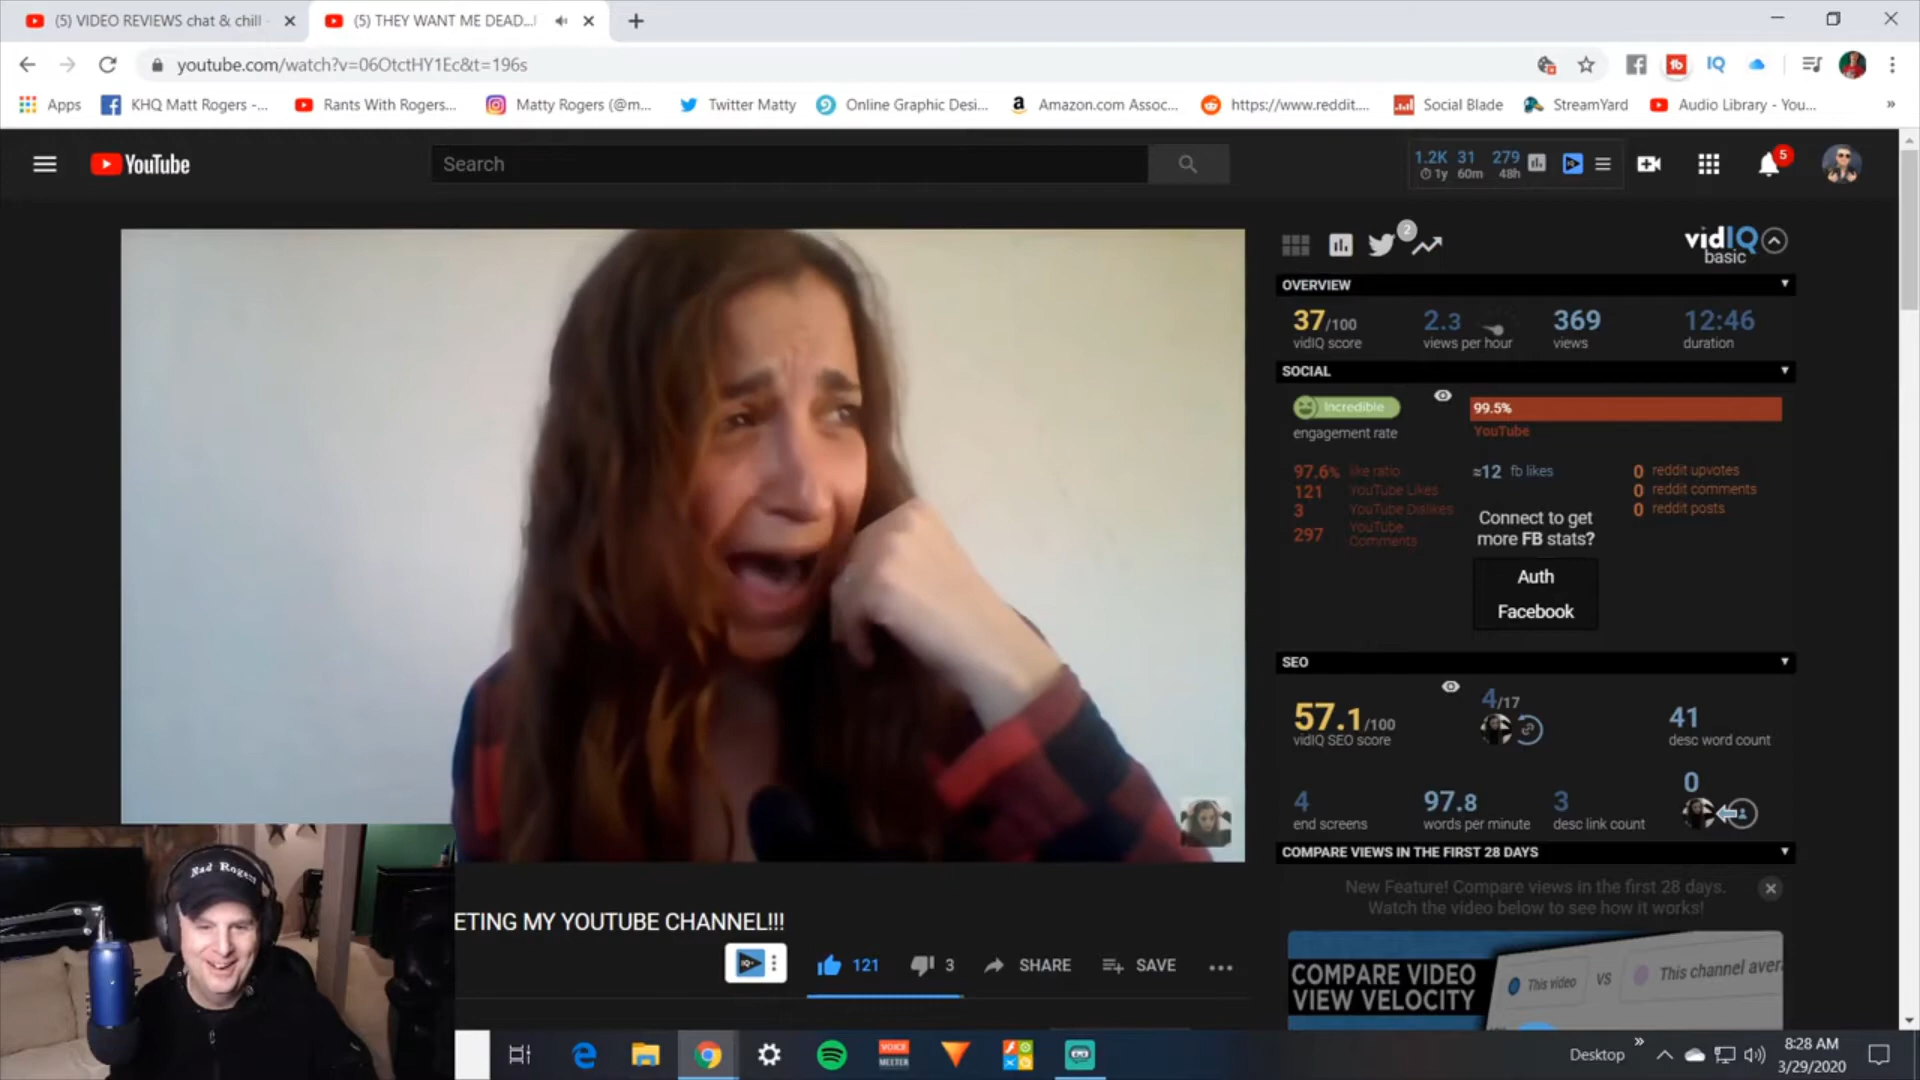 (5) VIDEO REVIEWS chat & chill
(5) THEY WANT ME DEAD...
youtube.com/watch?v=06OtctHY1Ec&t=196s
Apps
KHQ Matt Rogers -...
Rants With Rogers...
Matty Rogers (@m...
Twitter Matty
Online Graphic Desi...
Amazon.com Assoc...
https://www.reddit....
Social Blade
StreamYard
Audio Library - You...
YouTube
Search
1.2K 31 279
1y 60m 48h
5
2
vidIQ
basic
OVERVIEW
37/100
vidIQ score
2.3
views per hour
369
views
12:46
duration
SOCIAL
Incredible
engagement rate
99.5%
YouTube
97.6% like ratio
121 YouTube Likes
3 YouTube Dislikes
297 YouTube Comments
≈12 fb likes
0 reddit upvotes
0 reddit comments
0 reddit posts
Connect to get
more FB stats?
Auth
Facebook
SEO
57.1/100
vidIQ SEO score
4/17
41
desc word count
4
end screens
97.8
words per minute
3
desc link count
0
COMPARE VIEWS IN THE FIRST 28 DAYS
New Feature! Compare views in the first 28 days.
Watch the video below to see how it works!
COMPARE VIDEO
VIEW VELOCITY
This video
VS
This channel aver
ETING MY YOUTUBE CHANNEL!!!
IQ
121
3
SHARE
SAVE
VOICE
MEETER
Desktop
8:28 AM
3/29/2020